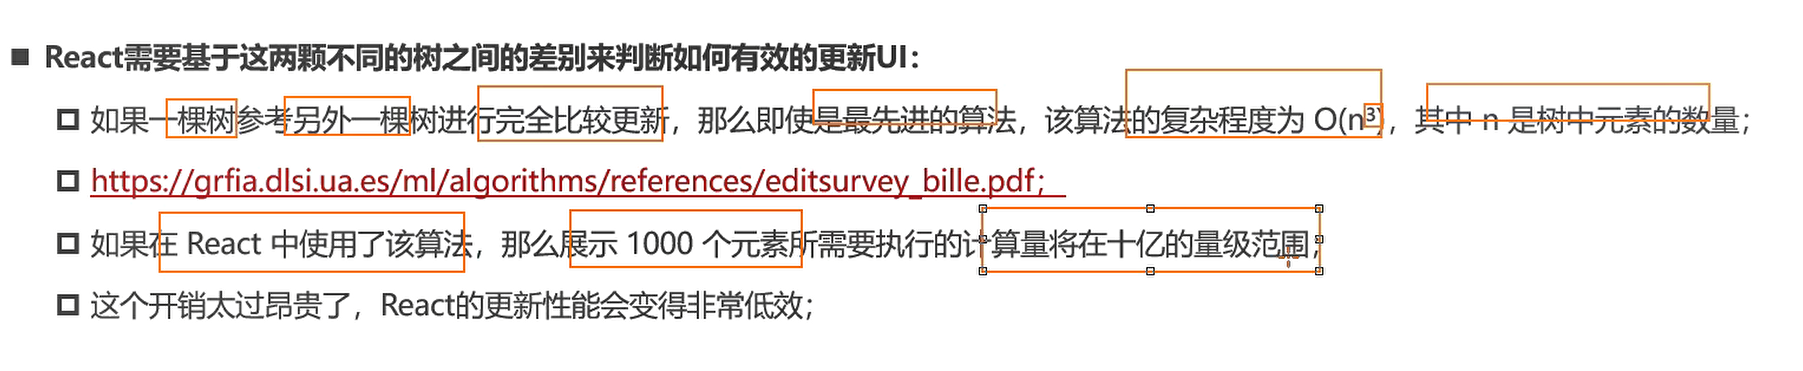 React需要基于这两颗不同的树之间的差别来判断如何有效的更新UI：
如果一棵树参考另外一棵树进行完全比较更新，那么即使是最先进的算法，该算法的复杂程度为 O(n³)，其中 n 是树中元素的数量；
https://grfia.dlsi.ua.es/ml/algorithms/references/editsurvey_bille.pdf；
如果在 React 中使用了该算法，那么展示 1000 个元素所需要执行的计算量将在十亿的量级范围；
这个开销太过昂贵了，React的更新性能会变得非常低效；